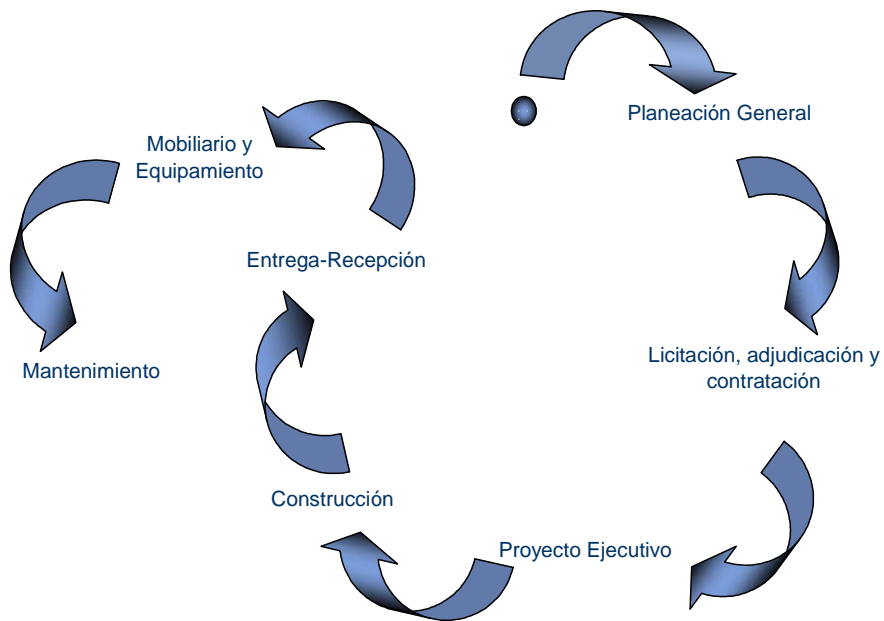 Planeación General
Licitación, adjudicación y
contratación
Proyecto Ejecutivo
Construcción
Entrega-Recepción
Mobiliario y
Equipamiento
Mantenimiento